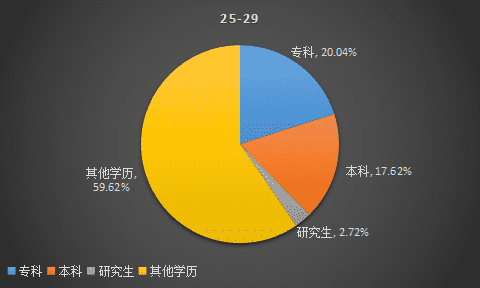 25-29
专科, 20.04%
本科, 17.62%
研究生, 2.72%
其他学历,
59.62%
专科 本科 研究生 其他学历